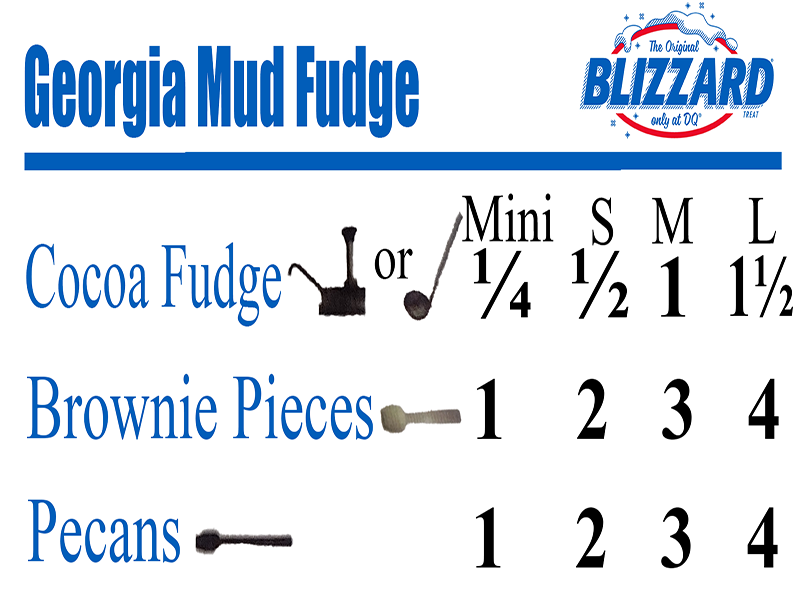 Georgia Mud Fudge
The Original
BLIZZARD®
only at DQ®
TREAT
Mini S M L
Cocoa Fudge or ¼ ½ 1 1½
Brownie Pieces 1 2 3 4
Pecans 1 2 3 4